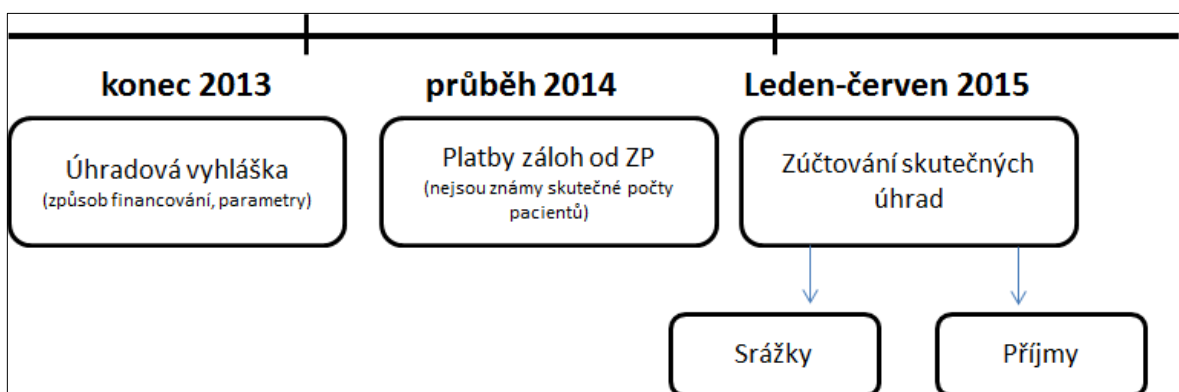 konec 2013
průběh 2014
Leden-červen 2015
Úhradová vyhláška
(způsob financování, parametry)
Platby záloh od ZP
(nejsou známy skutečné počty
pacientů)
Zúčtování skutečných
úhrad
Srážky
Příjmy